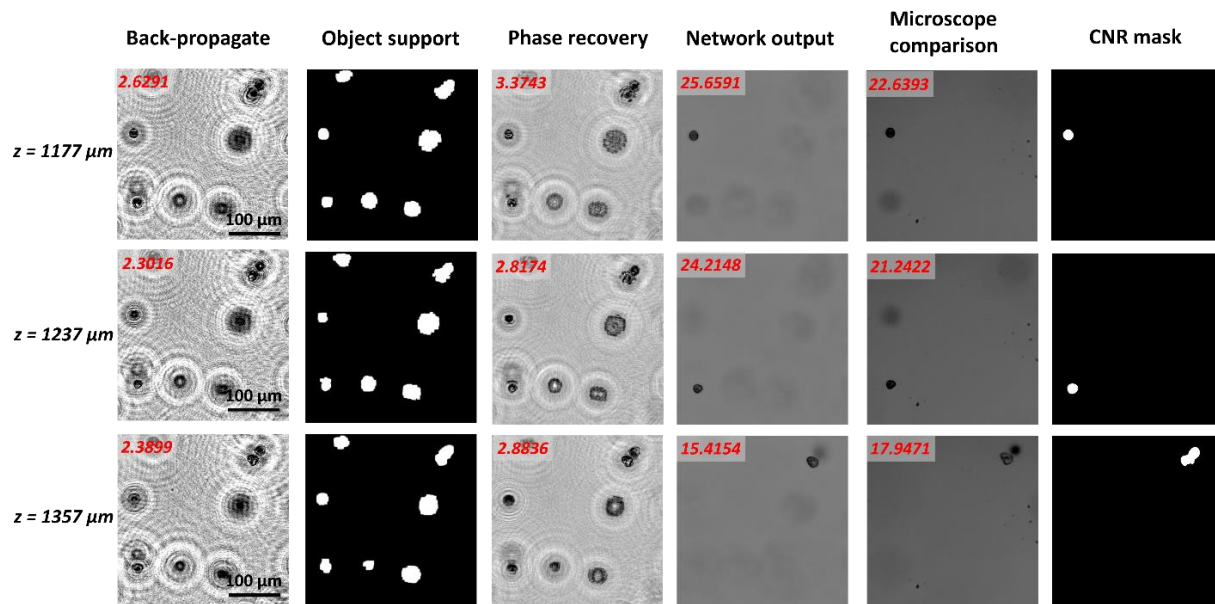 Back-propagate
Object support
Phase recovery
Network output
Microscope
comparison
CNR mask
z = 1177 µm
2.6291
100 µm
3.3743
25.6591
22.6393
z = 1237 µm
2.3016
100 µm
2.8174
24.2148
21.2422
z = 1357 µm
2.3899
100 µm
2.8836
15.4154
17.9471